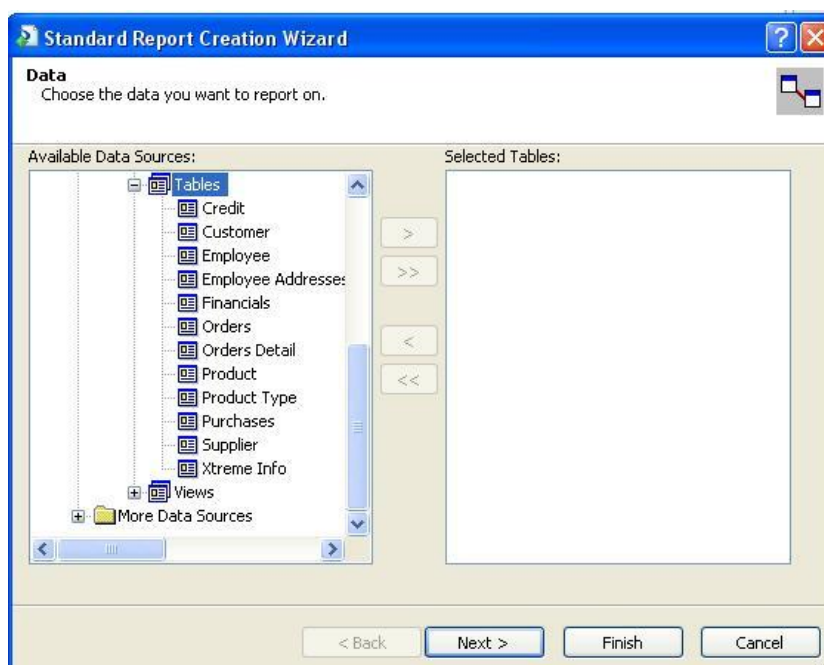 Standard Report Creation Wizard
Data
Choose the data you want to report on.
Available Data Sources:
Selected Tables:
Tables
Credit
Customer
Employee
Employee Addresses
Financials
Orders
Orders Detail
Product
Product Type
Purchases
Supplier
Xtreme Info
Views
More Data Sources
>
>>
<
<<
< Back
Next >
Finish
Cancel